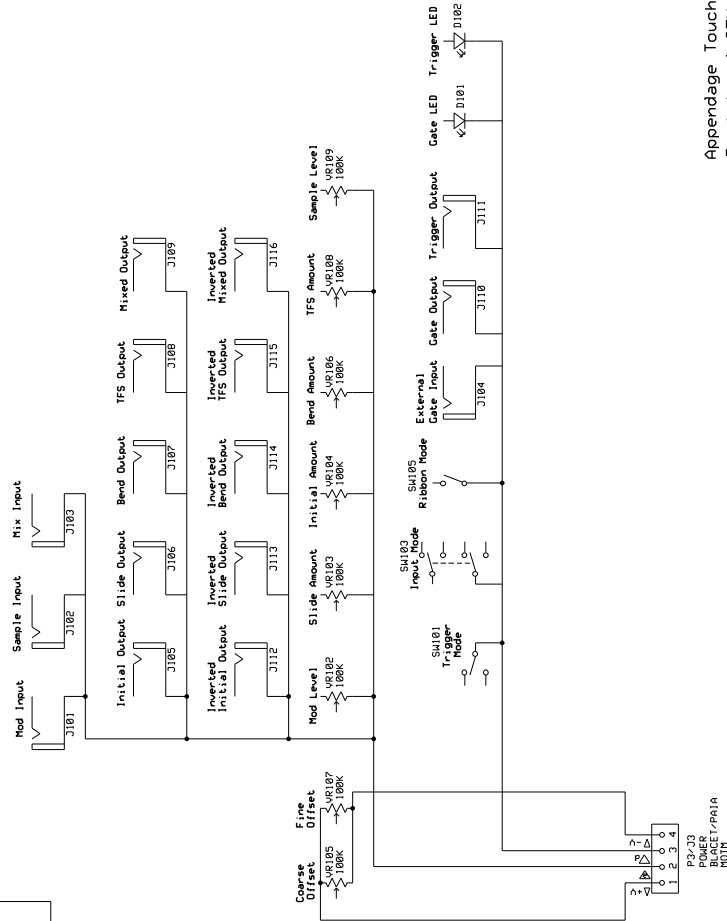 Mod Input
J101
Sample Input
J102
Mix Input
J103
Initial Output
J105
Slide Output
J106
Bend Output
J107
TFS Output
J108
Mixed Output
J109
Inverted
Initial Output
J112
Inverted
Slide Output
J113
Inverted
Bend Output
J114
Inverted
TFS Output
J115
Inverted
Mixed Output
J116
Mod Level
VR102
100K
Slide Amount
VR103
100K
Initial Amount
VR104
100K
Bend Amount
VR106
100K
TFS Amount
VR108
100K
Sample Level
VR109
100K
Coarse
Offset
VR105
100K
Fine
Offset
VR107
100K
SW101
Trigger
Mode
SW103
Input Mode
SW105
Ribbon Mode
External
Gate Input
J104
Gate Output
J110
Trigger Output
J111
Gate LED
D101
Trigger LED
D102
V+
P
V-
1 2 3 4
P3/J3
POWER
BLACET/PAIA
MOTM
Appendage Touch